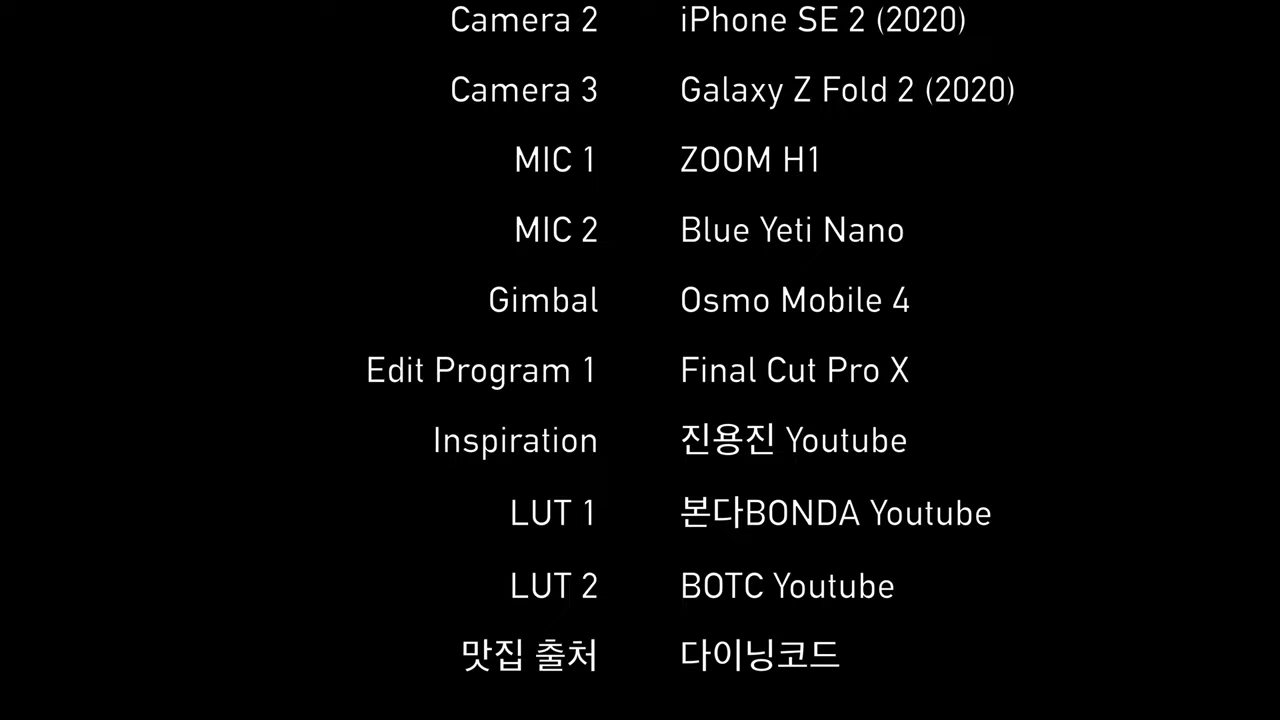 Camera 2 iPhone SE 2 (2020)
Camera 3 Galaxy Z Fold 2 (2020)
MIC 1 ZOOM H1
MIC 2 Blue Yeti Nano
Gimbal Osmo Mobile 4
Edit Program 1 Final Cut Pro X
Inspiration 진용진 Youtube
LUT 1 본다BONDA Youtube
LUT 2 BOTC Youtube
맛집 출처 다이닝코드